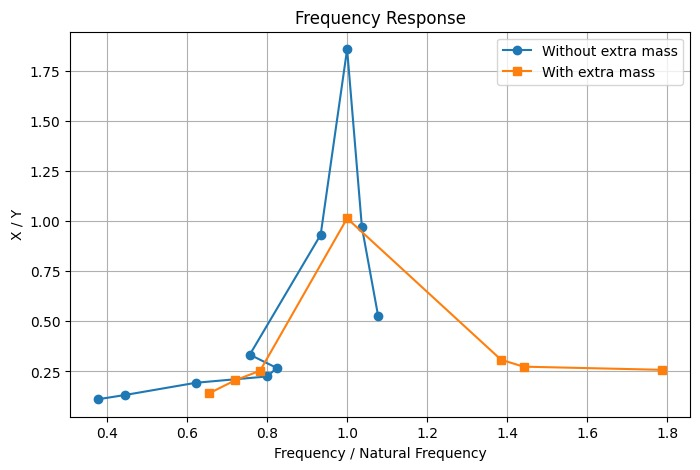 Frequency Response
Without extra mass
With extra mass
X / Y
1.75
1.50
1.25
1.00
0.75
0.50
0.25
0.4 0.6 0.8 1.0 1.2 1.4 1.6 1.8
Frequency / Natural Frequency